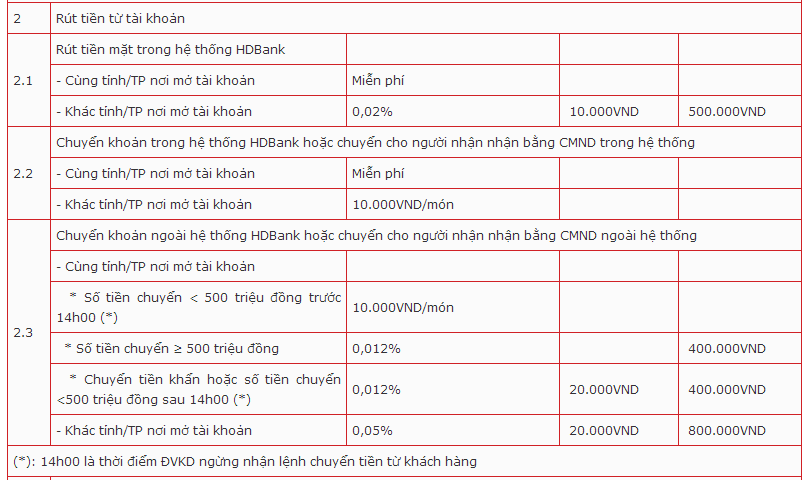 2 Rút tiền từ tài khoản
2.1 Rút tiền mặt trong hệ thống HDBank
- Cùng tỉnh/TP nơi mở tài khoản Miễn phí
- Khác tỉnh/TP nơi mở tài khoản 0,02% 10.000VND 500.000VND
2.2 Chuyển khoản trong hệ thống HDBank hoặc chuyển cho người nhận nhận bằng CMND trong hệ thống
- Cùng tỉnh/TP nơi mở tài khoản Miễn phí
- Khác tỉnh/TP nơi mở tài khoản 10.000VND/món
2.3 Chuyển khoản ngoài hệ thống HDBank hoặc chuyển cho người nhận nhận bằng CMND ngoài hệ thống
- Cùng tỉnh/TP nơi mở tài khoản
* Số tiền chuyển < 500 triệu đồng trước
14h00 (*) 10.000VND/món
* Số tiền chuyển ≥ 500 triệu đồng 0,012% 400.000VND
* Chuyển tiền khẩn hoặc số tiền chuyển
<500 triệu đồng sau 14h00 (*) 0,012% 20.000VND 400.000VND
- Khác tỉnh/TP nơi mở tài khoản 0,05% 20.000VND 800.000VND
(*): 14h00 là thời điểm ĐVKD ngừng nhận lệnh chuyển tiền từ khách hàng